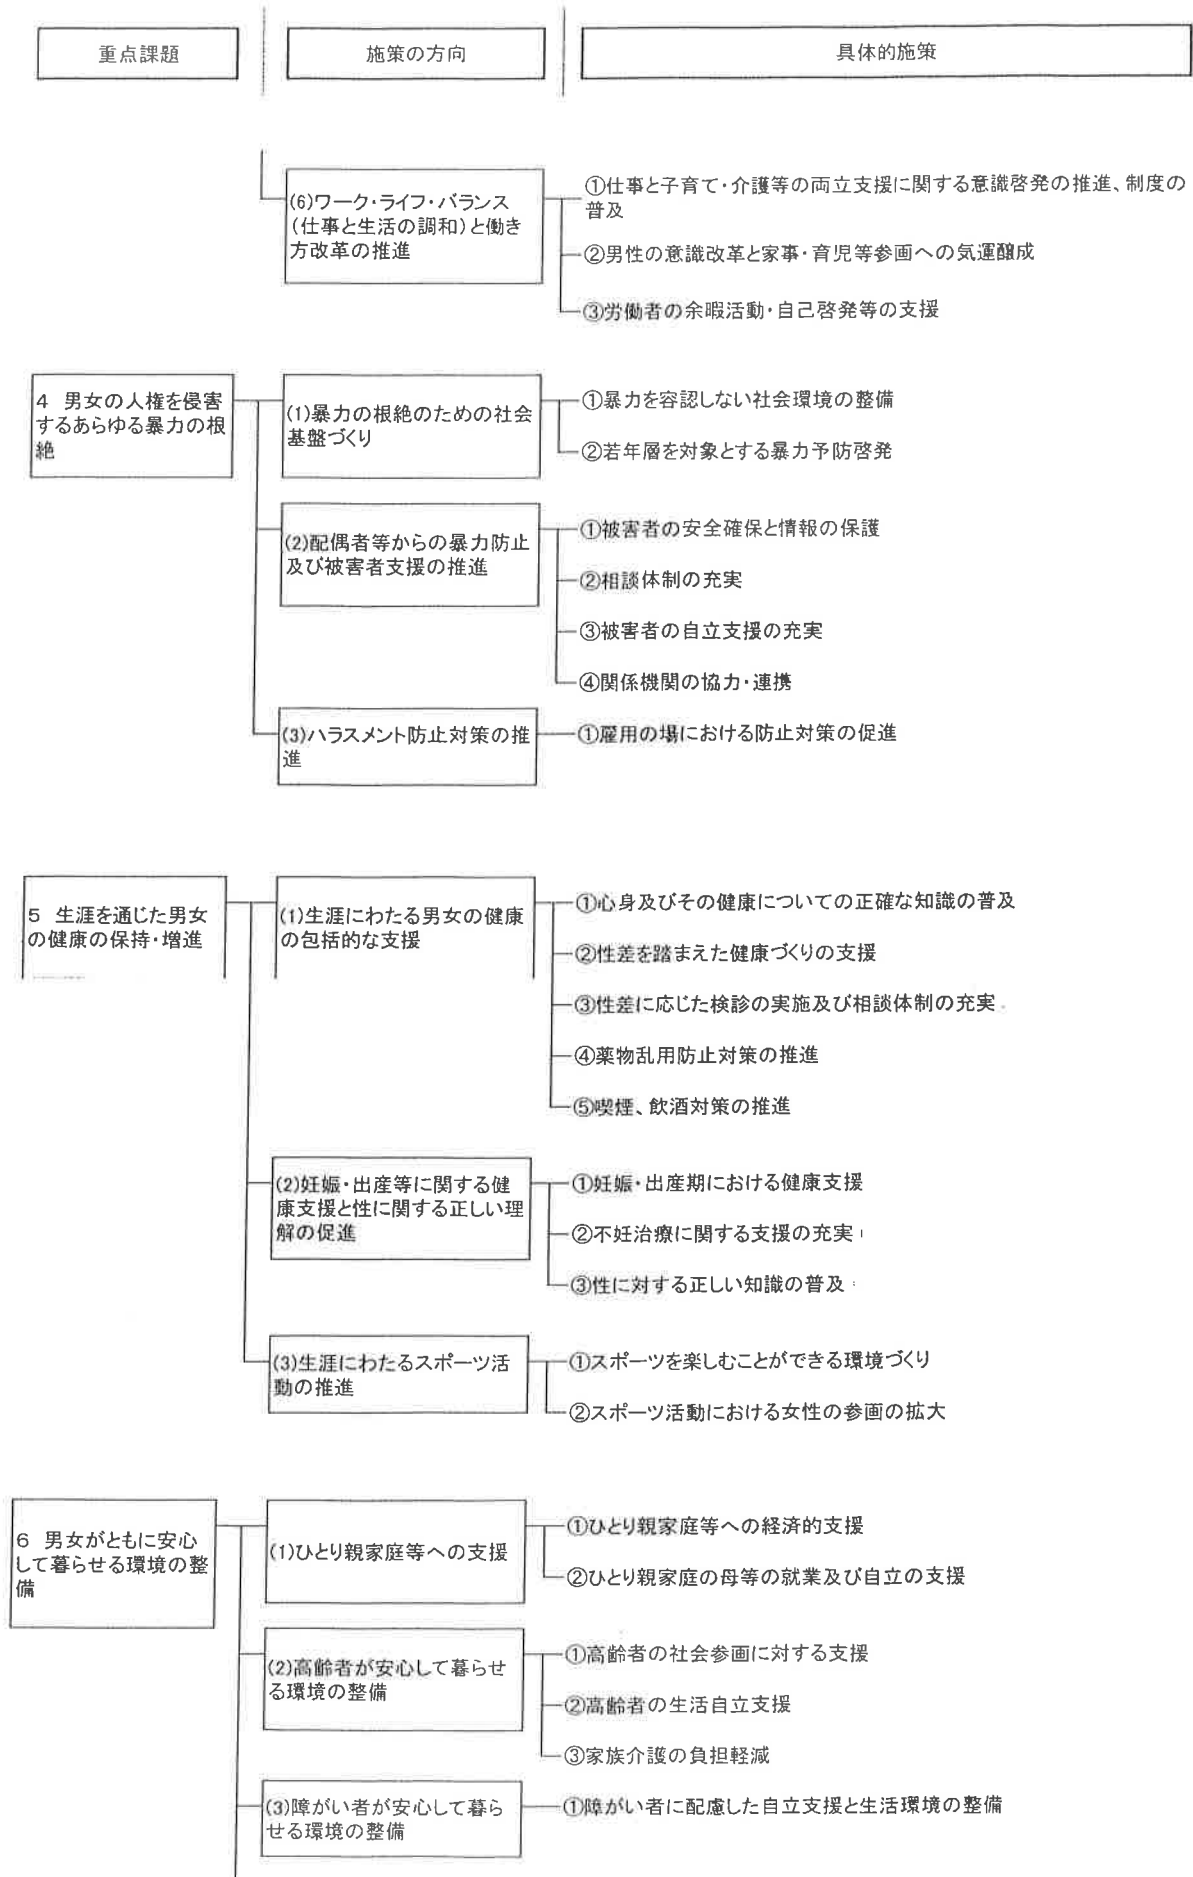 重点課題
施策の方向
具体的施策
(6)ワーク・ライフ・バランス
(仕事と生活の調和)と働き
方改革の推進
①仕事と子育て・介護等の両立支援に関する意識啓発の推進、制度の
普及
②男性の意識改革と家事・育児等参画への気運醸成
③労働者の余暇活動・自己啓発等の支援
4 男女の人権を侵害
するあらゆる暴力の根
絶
(1)暴力の根絶のための社会
基盤づくり
①暴力を容認しない社会環境の整備
②若年層を対象とする暴力予防啓発
(2)配偶者等からの暴力防止
及び被害者支援の推進
①被害者の安全確保と情報の保護
②相談体制の充実
③被害者の自立支援の充実
④関係機関の協力・連携
(3)ハラスメント防止対策の推
進
①雇用の場における防止対策の促進
5 生涯を通じた男女
の健康の保持・増進
(1)生涯にわたる男女の健康
の包括的な支援
①心身及びその健康についての正確な知識の普及
②性差を踏まえた健康づくりの支援
③性差に応じた検診の実施及び相談体制の充実
④薬物乱用防止対策の推進
⑤喫煙、飲酒対策の推進
(2)妊娠・出産等に関する健
康支援と性に関する正しい理
解の促進
①妊娠・出産期における健康支援
②不妊治療に関する支援の充実
③性に対する正しい知識の普及
(3)生涯にわたるスポーツ活
動の推進
①スポーツを楽しむことができる環境づくり
②スポーツ活動における女性の参画の拡大
6 男女がともに安心
して暮らせる環境の整
備
(1)ひとり親家庭等への支援
①ひとり親家庭等への経済的支援
②ひとり親家庭の母等の就業及び自立の支援
(2)高齢者が安心して暮らせ
る環境の整備
①高齢者の社会参画に対する支援
②高齢者の生活自立支援
③家族介護の負担軽減
(3)障がい者が安心して暮ら
せる環境の整備
①障がい者に配慮した自立支援と生活環境の整備